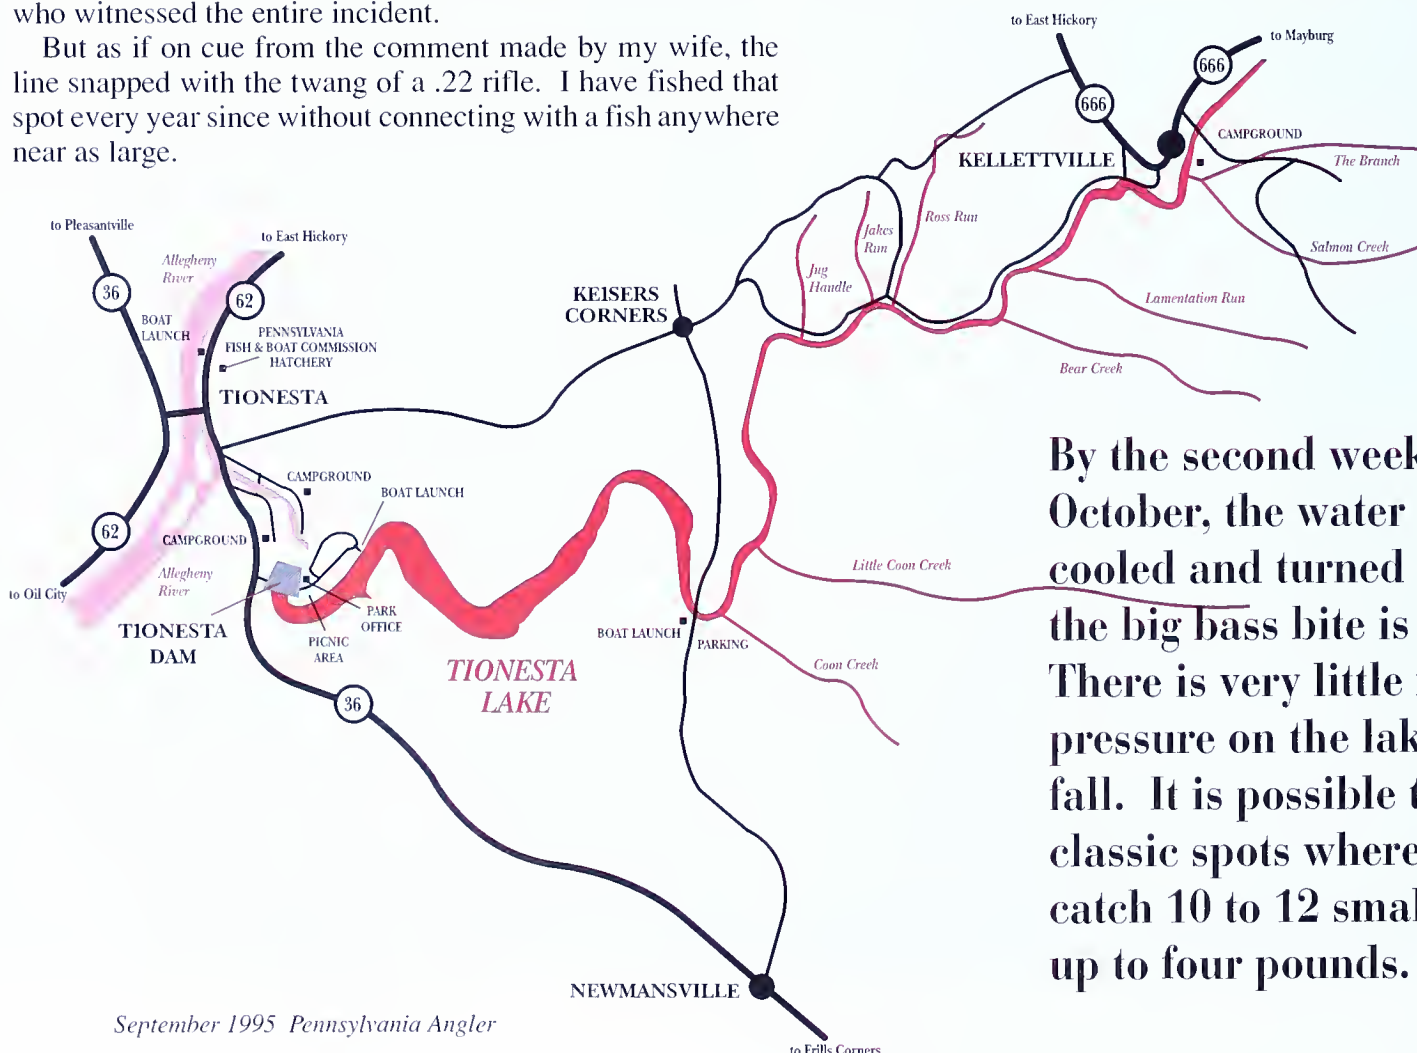 who witnessed the entire incident.
But as if on cue from the comment made by my wife, the
line snapped with the twang of a .22 rifle. I have fished that
spot every year since without connecting with a fish anywhere
near as large.
to East Hickory
to Mayburg
666
666
CAMPGROUND
KELLETTVILLE
The Branch
Salmon Creek
Ross Run
Jakes
Run
Jug
Handle
Lamentation Run
Bear Creek
to Pleasantville
to East Hickory
Allegheny
River
36
62
BOAT
LAUNCH
PENNSYLVANIA
FISH & BOAT COMMISSION
HATCHERY
TIONESTA
KEISERS
CORNERS
CAMPGROUND
BOAT LAUNCH
62
CAMPGROUND
Allegheny
River
to Oil City
TIONESTA
DAM
PARK
OFFICE
PICNIC
AREA
TIONESTA
LAKE
36
BOAT LAUNCH
PARKING
Little Coon Creek
Coon Creek
NEWMANSVILLE
to Frills Corners
By the second week
October, the water
cooled and turned
the big bass bite is
There is very little
pressure on the lak
fall. It is possible t
classic spots where
catch 10 to 12 smal
up to four pounds.
September 1995 Pennsylvania Angler